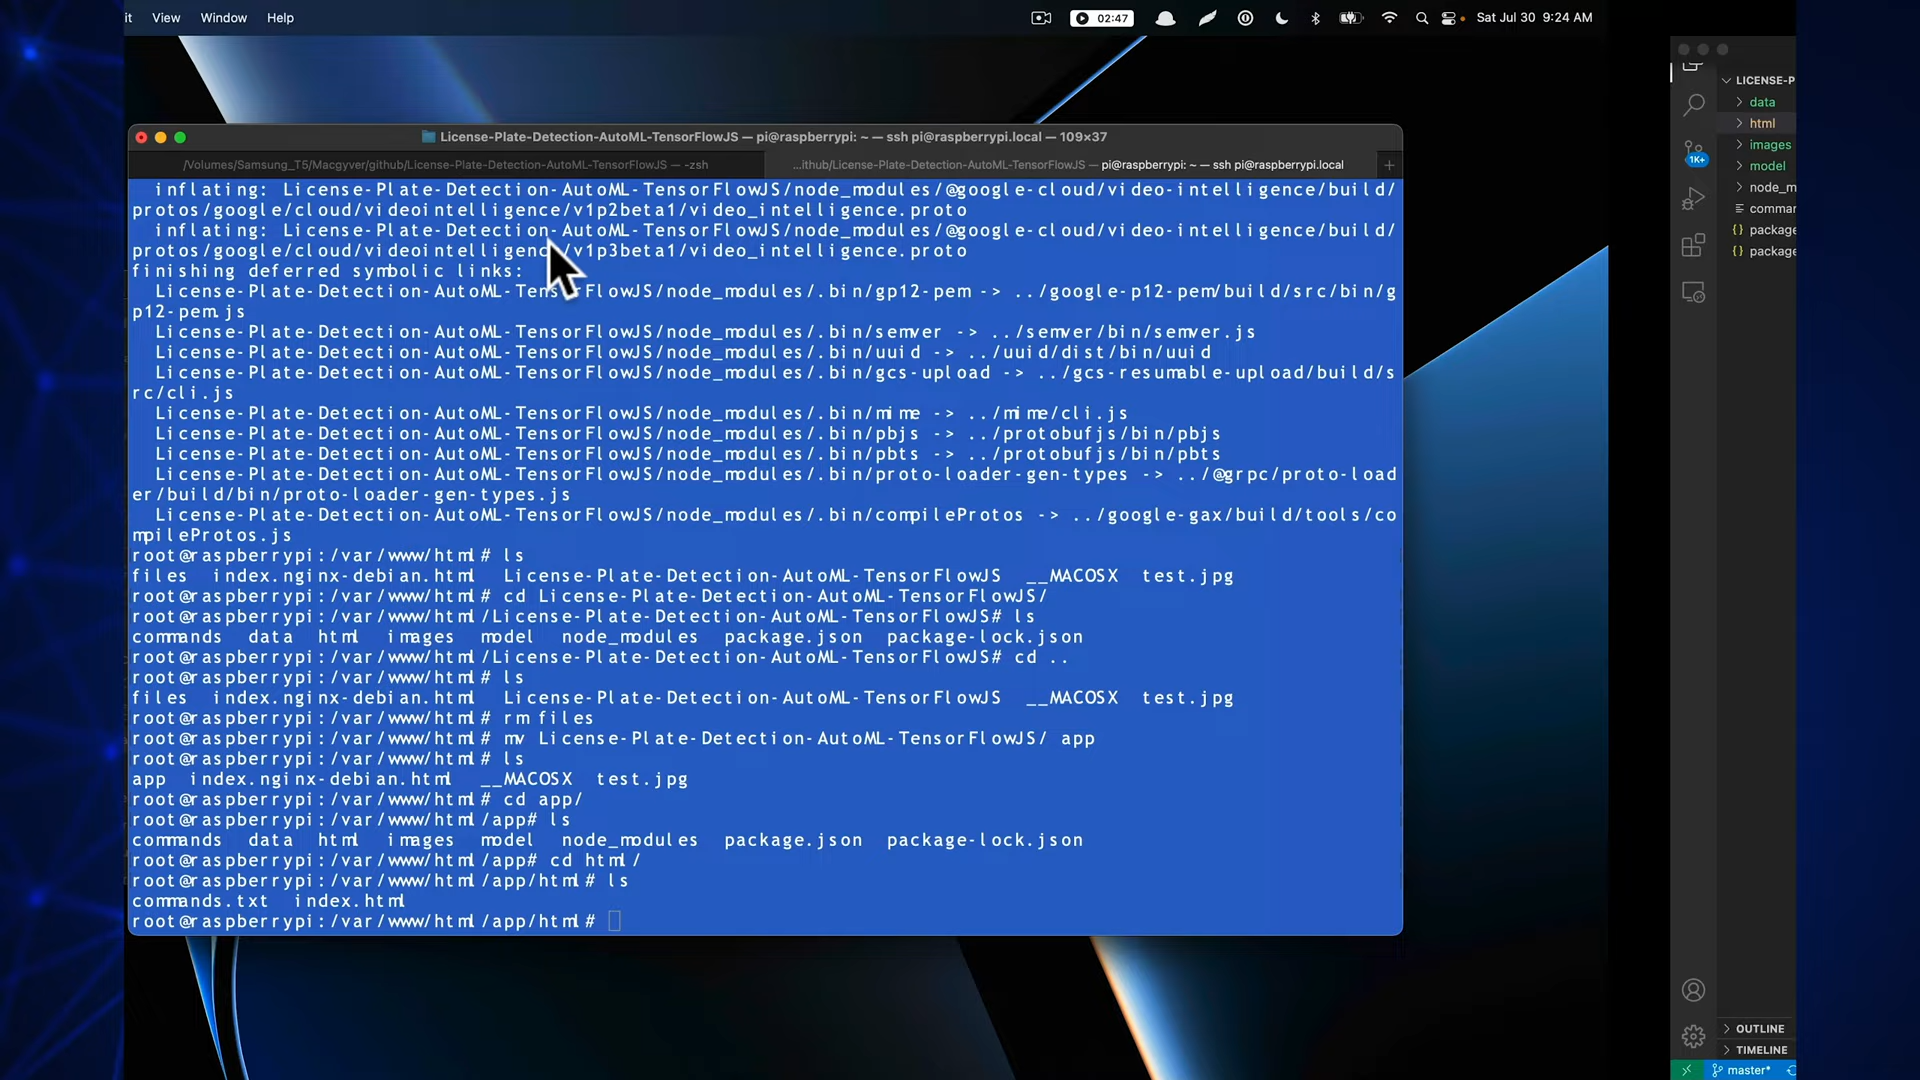 it View Window Help
02:47
Sat Jul 30 9:24 AM
License-Plate-Detection-AutoML-TensorFlowJS — pi@raspberrypi: ~ — ssh pi@raspberrypi.local — 109×37
/Volumes/Samsung_T5/Macgyver/github/License-Plate-Detection-AutoML-TensorFlowJS — -zsh
...ithub/License-Plate-Detection-AutoML-TensorFlowJS — pi@raspberrypi: ~ — ssh pi@raspberrypi.local
inflating: License-Plate-Detection-AutoML-TensorFlowJS/node_modules/@google-cloud/video-intelligence/build/
protos/google/cloud/videointelligence/v1p2beta1/video_intelligence.proto
inflating: License-Plate-Detection-AutoML-TensorFlowJS/node_modules/@google-cloud/video-intelligence/build/
protos/google/cloud/videointelligence/v1p3beta1/video_intelligence.proto
finishing deferred symbolic links:
License-Plate-Detection-AutoML-TensorFlowJS/node_modules/.bin/gp12-pem -> ../google-p12-pem/build/src/bin/g
p12-pem.js
License-Plate-Detection-AutoML-TensorFlowJS/node_modules/.bin/semver -> ../semver/bin/semver.js
License-Plate-Detection-AutoML-TensorFlowJS/node_modules/.bin/uuid -> ../uuid/dist/bin/uuid
License-Plate-Detection-AutoML-TensorFlowJS/node_modules/.bin/gcs-upload -> ../gcs-resumable-upload/build/s
rc/cli.js
License-Plate-Detection-AutoML-TensorFlowJS/node_modules/.bin/mime -> ../mime/cli.js
License-Plate-Detection-AutoML-TensorFlowJS/node_modules/.bin/pbjs -> ../protobufjs/bin/pbjs
License-Plate-Detection-AutoML-TensorFlowJS/node_modules/.bin/pbts -> ../protobufjs/bin/pbts
License-Plate-Detection-AutoML-TensorFlowJS/node_modules/.bin/proto-loader-gen-types -> ../@grpc/proto-load
er/build/bin/proto-loader-gen-types.js
License-Plate-Detection-AutoML-TensorFlowJS/node_modules/.bin/compileProtos -> ../google-gax/build/tools/co
mpileProtos.js
root@raspberrypi:/var/www/html# ls
files index.nginx-debian.html License-Plate-Detection-AutoML-TensorFlowJS __MACOSX test.jpg
root@raspberrypi:/var/www/html# cd License-Plate-Detection-AutoML-TensorFlowJS/
root@raspberrypi:/var/www/html/License-Plate-Detection-AutoML-TensorFlowJS# ls
commands data html images model node_modules package.json package-lock.json
root@raspberrypi:/var/www/html/License-Plate-Detection-AutoML-TensorFlowJS# cd ..
root@raspberrypi:/var/www/html# ls
files index.nginx-debian.html License-Plate-Detection-AutoML-TensorFlowJS __MACOSX test.jpg
root@raspberrypi:/var/www/html# rm files
root@raspberrypi:/var/www/html# mv License-Plate-Detection-AutoML-TensorFlowJS/ app
root@raspberrypi:/var/www/html# ls
app index.nginx-debian.html __MACOSX test.jpg
root@raspberrypi:/var/www/html# cd app/
root@raspberrypi:/var/www/html/app# ls
commands data html images model node_modules package.json package-lock.json
root@raspberrypi:/var/www/html/app# cd html/
root@raspberrypi:/var/www/html/app/html# ls
commands.txt index.html
root@raspberrypi:/var/www/html/app/html#
LICENSE-P
data
html
images
model
node_m
comman
{} package
{} package
1K+
OUTLINE
TIMELINE
master*